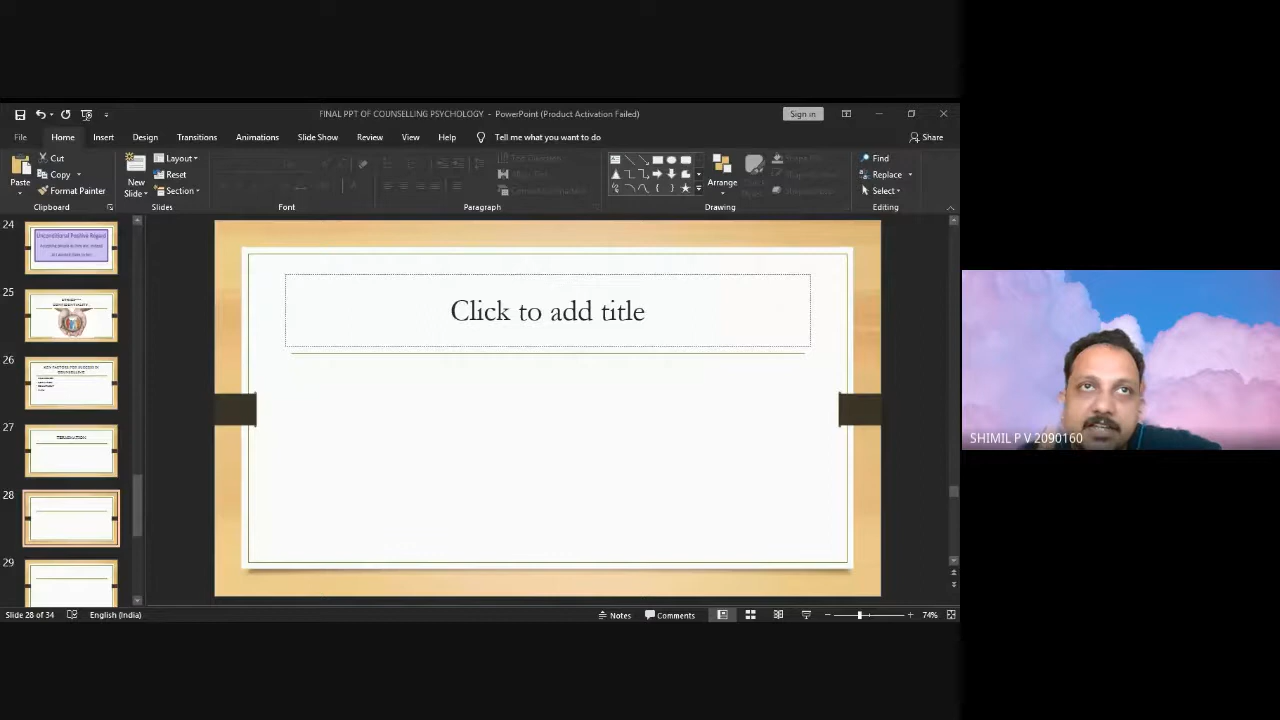 FINAL PPT OF COUNSELLING PSYCHOLOGY - PowerPoint (Product Activation Failed)
Sign in
File Home Insert Design Transitions Animations Slide Show Review View Help Tell me what you want to do
Share
Paste
Cut
Copy
Format Painter
Clipboard
New
Slide
Layout
Reset
Section
Slides
Font
Paragraph
Arrange
Drawing
Find
Replace
Select
Editing
24
Unconditional Positive Regard
25
26
KEY FACTORS FOR SUCCESS IN
COUNSELLING
27
TERMINATION
28
29
Click to add title
SHIMIL P V 2090160
Slide 28 of 34 English (India)
Notes Comments 74%